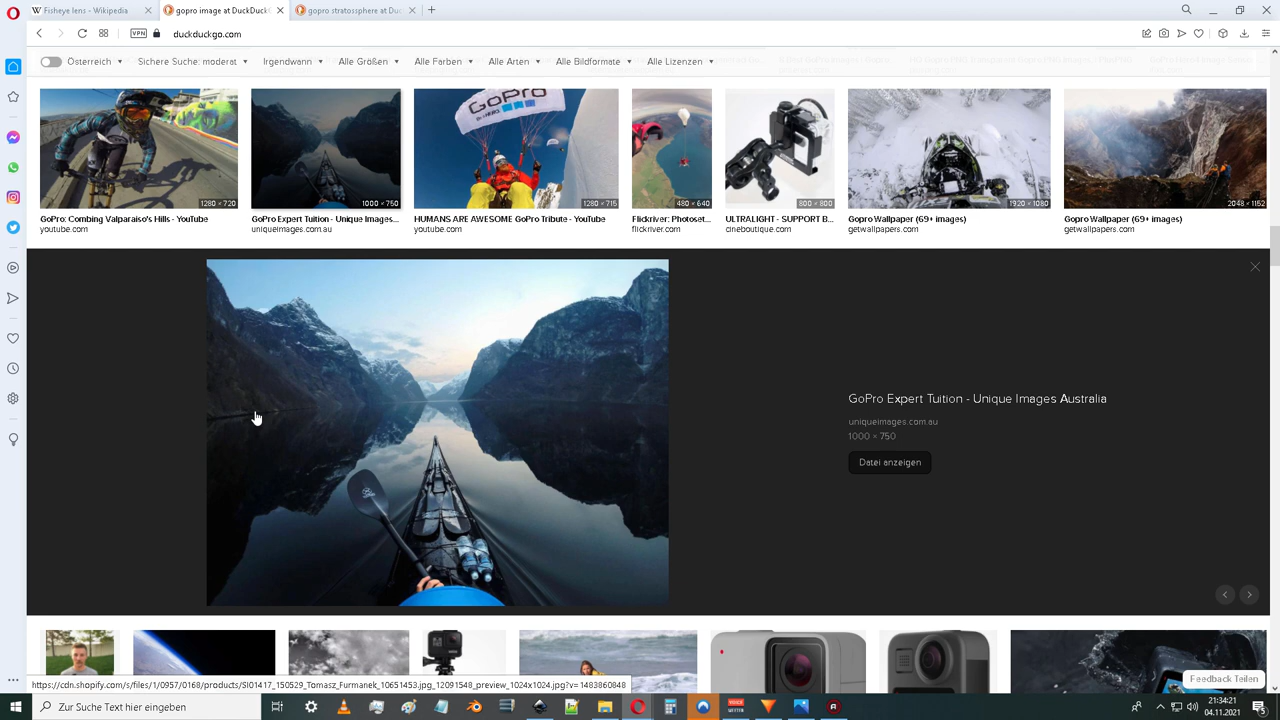 Fisheye lens - Wikipedia
gopro image at DuckDuck
gopro stratossphere at Duc
VPN
duckduckgo.com
Österreich
Sichere Suche: moderat
Irgendwann
Alle Größen
Alle Farben
Alle Arten
Alle Bildformate
Alle Lizenzen
GoPro
1280 × 720
1000 × 750
1280 × 715
480 × 640
800 × 800
1920 × 1080
2048 × 1152
GoPro: Combing Valparaiso's Hills - YouTube
youtube.com
GoPro Expert Tuition - Unique Images...
uniqueimages.com.au
HUMANS ARE AWESOME GoPro Tribute - YouTube
youtube.com
Flickriver: Photoset...
flickriver.com
ULTRALIGHT - SUPPORT B...
cineboutique.com
Gopro Wallpaper (69+ images)
getwallpapers.com
Gopro Wallpaper (69+ images)
getwallpapers.com
GoPro Expert Tuition - Unique Images Australia
uniqueimages.com.au
1000 × 750
Datei anzeigen
Feedback Teilen
https://cdn.shopify.com/s/files/1/0957/0168/products/SI01417_150529_Tomasz_Furmanek_10651453.jpg_12091548_preview_1024x1024.jpg?v=1483860848
Zur Suche Text hier eingeben
21:34:21
04.11.2021
5